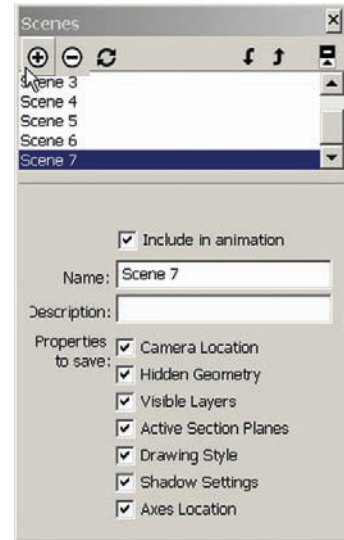 Scenes
Scene 3
Scene 4
Scene 5
Scene 6
Scene 7
Include in animation
Name: Scene 7
Description:
Properties
to save:
Camera Location
Hidden Geometry
Visible Layers
Active Section Planes
Drawing Style
Shadow Settings
Axes Location